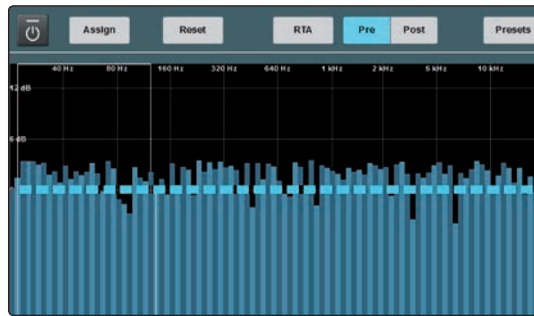 Assign Reset RTA Pre Post Presets
40 Hz 80 Hz 160 Hz 320 Hz 640 Hz 1 kHz 2 kHz 5 kHz 10 kHz
12 dB
6 dB